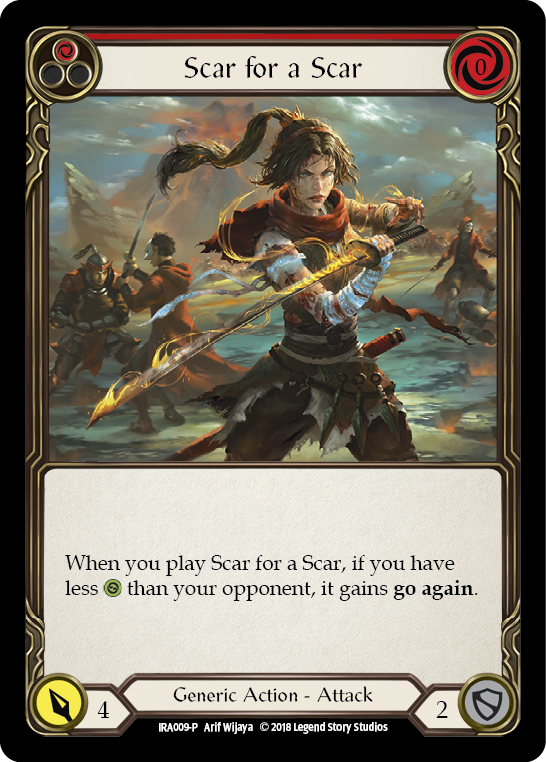 0
Scar for a Scar
When you play Scar for a Scar, if you have
less than your opponent, it gains go again.
4
Generic Action - Attack
2
IRA009-P Arif Wijaya © 2018 Legend Story Studios